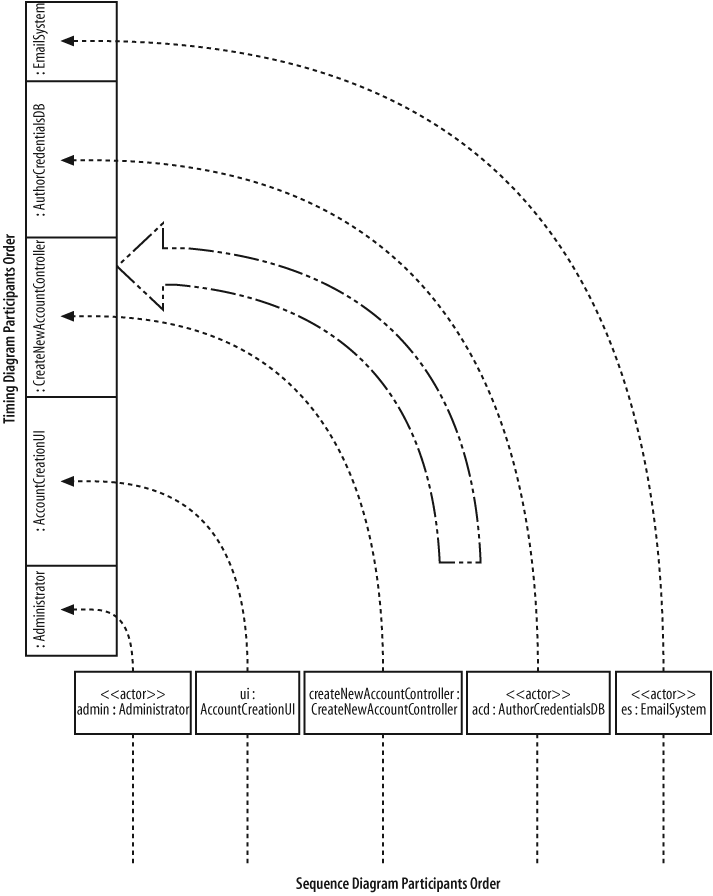 Timing Diagram Participants Order
: EmailSystem
: AuthorCredentialsDB
: CreateNewAccountController
: AccountCreationUI
: Administrator
<<actor>>
admin : Administrator
ui :
AccountCreationUI
createNewAccountController :
CreateNewAccountController
<<actor>>
acd : AuthorCredentialsDB
<<actor>>
es : EmailSystem
Sequence Diagram Participants Order